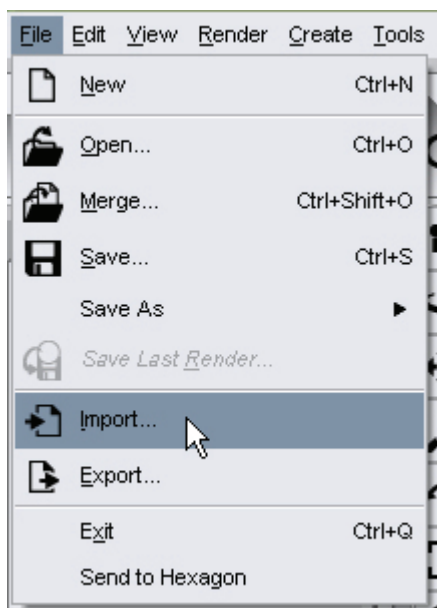 File Edit View Render Create Tools
New Ctrl+N
Open... Ctrl+O
Merge... Ctrl+Shift+O
Save... Ctrl+S
Save As
Save Last Render...
Import...
Export...
Exit Ctrl+Q
Send to Hexagon